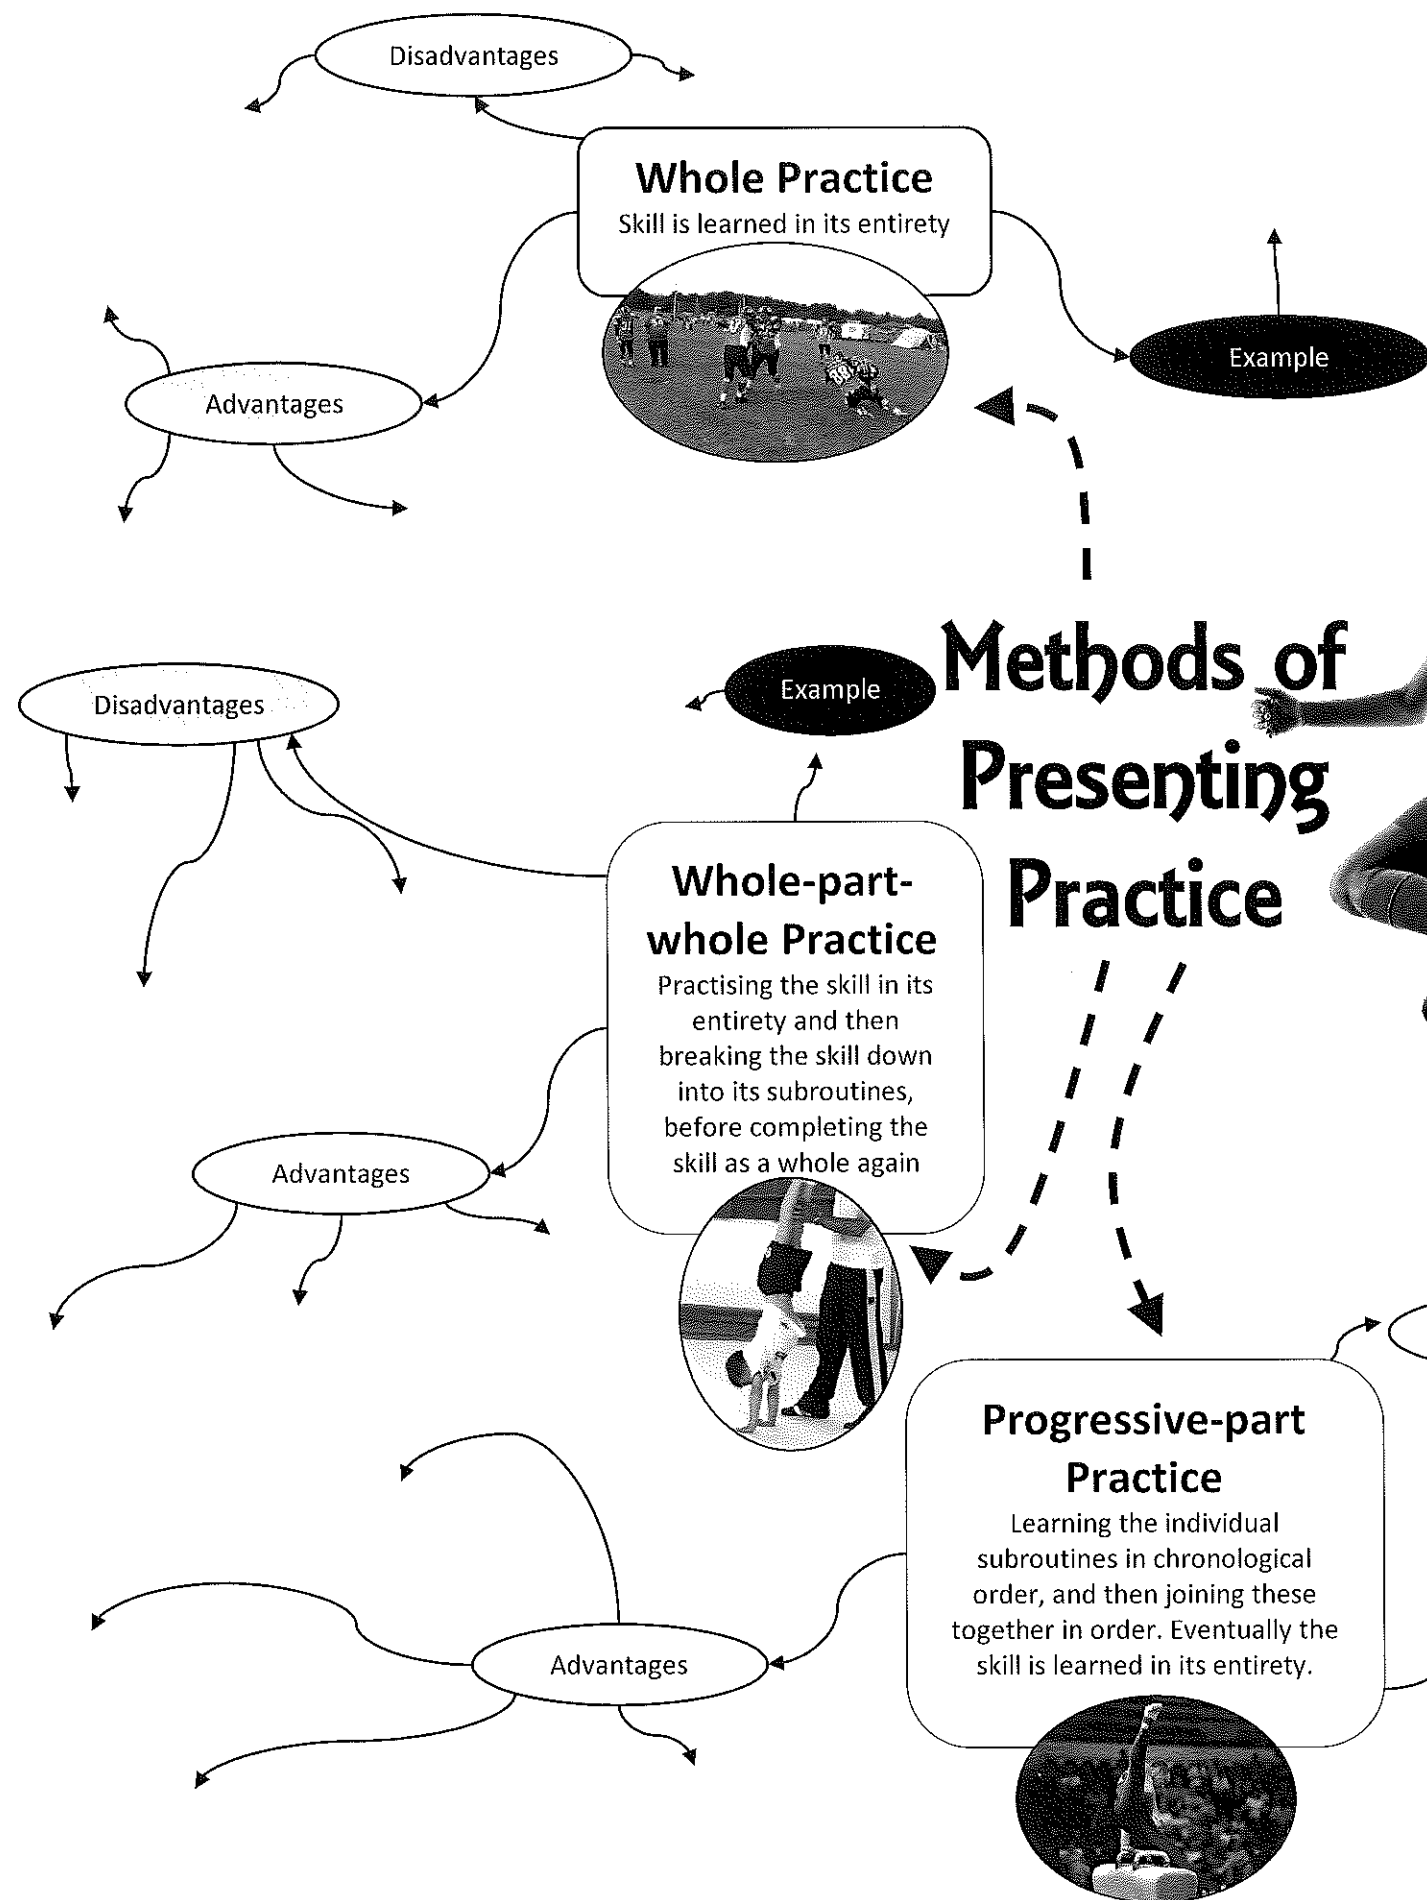 Disadvantages
Whole Practice
Skill is learned in its entirety
Example
Advantages
Methods of
Presenting
Practice
Example
Disadvantages
Whole-part-
whole Practice
Practising the skill in its
entirety and then
breaking the skill down
into its subroutines,
before completing the
skill as a whole again
Advantages
Progressive-part
Practice
Learning the individual
subroutines in chronological
order, and then joining these
together in order. Eventually the
skill is learned in its entirety.
Advantages